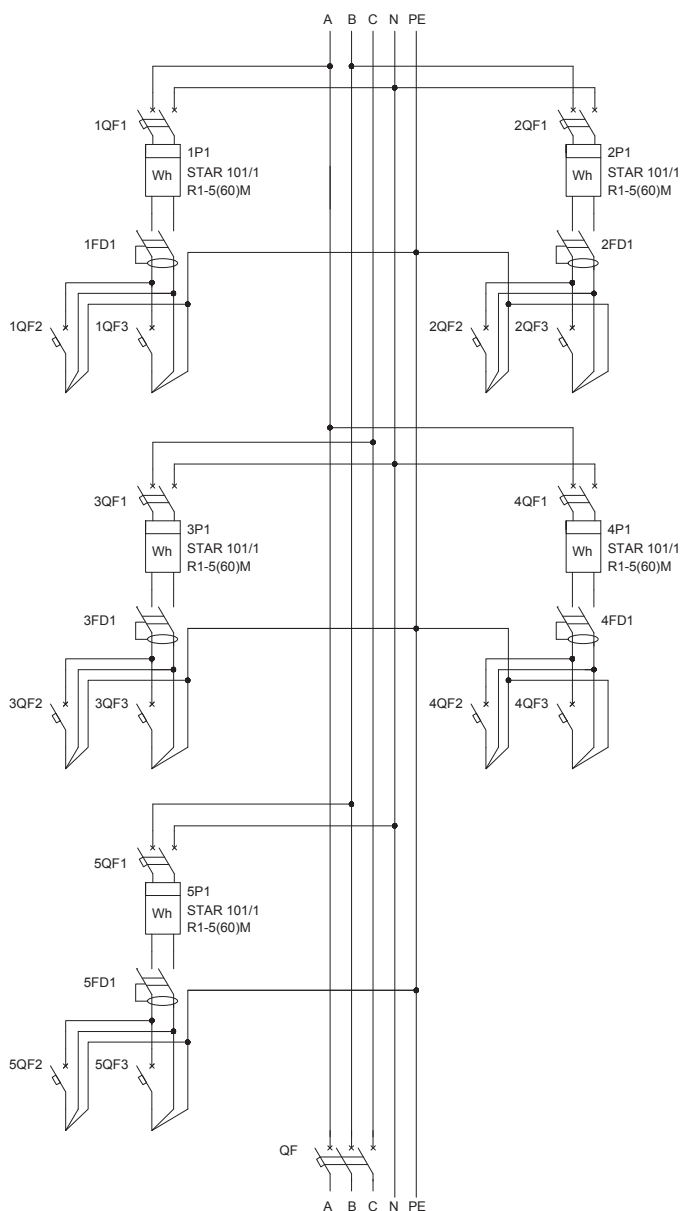 A B C N PE
1QF1
2QF1
1P1
STAR 101/1
R1-5(60)M
Wh
2P1
STAR 101/1
R1-5(60)M
Wh
1FD1
2FD1
1QF2
1QF3
2QF2
2QF3
3QF1
4QF1
3P1
STAR 101/1
R1-5(60)M
Wh
4P1
STAR 101/1
R1-5(60)M
Wh
3FD1
4FD1
3QF2
3QF3
4QF2
4QF3
5QF1
5P1
STAR 101/1
R1-5(60)M
Wh
5FD1
5QF2
5QF3
QF
A B C N PE